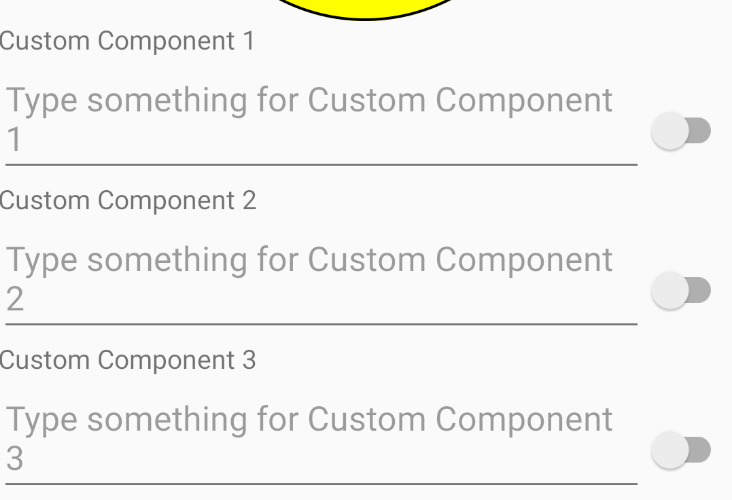 Custom Component 1
Type something for Custom Component
1
Custom Component 2
Type something for Custom Component
2
Custom Component 3
Type something for Custom Component
3